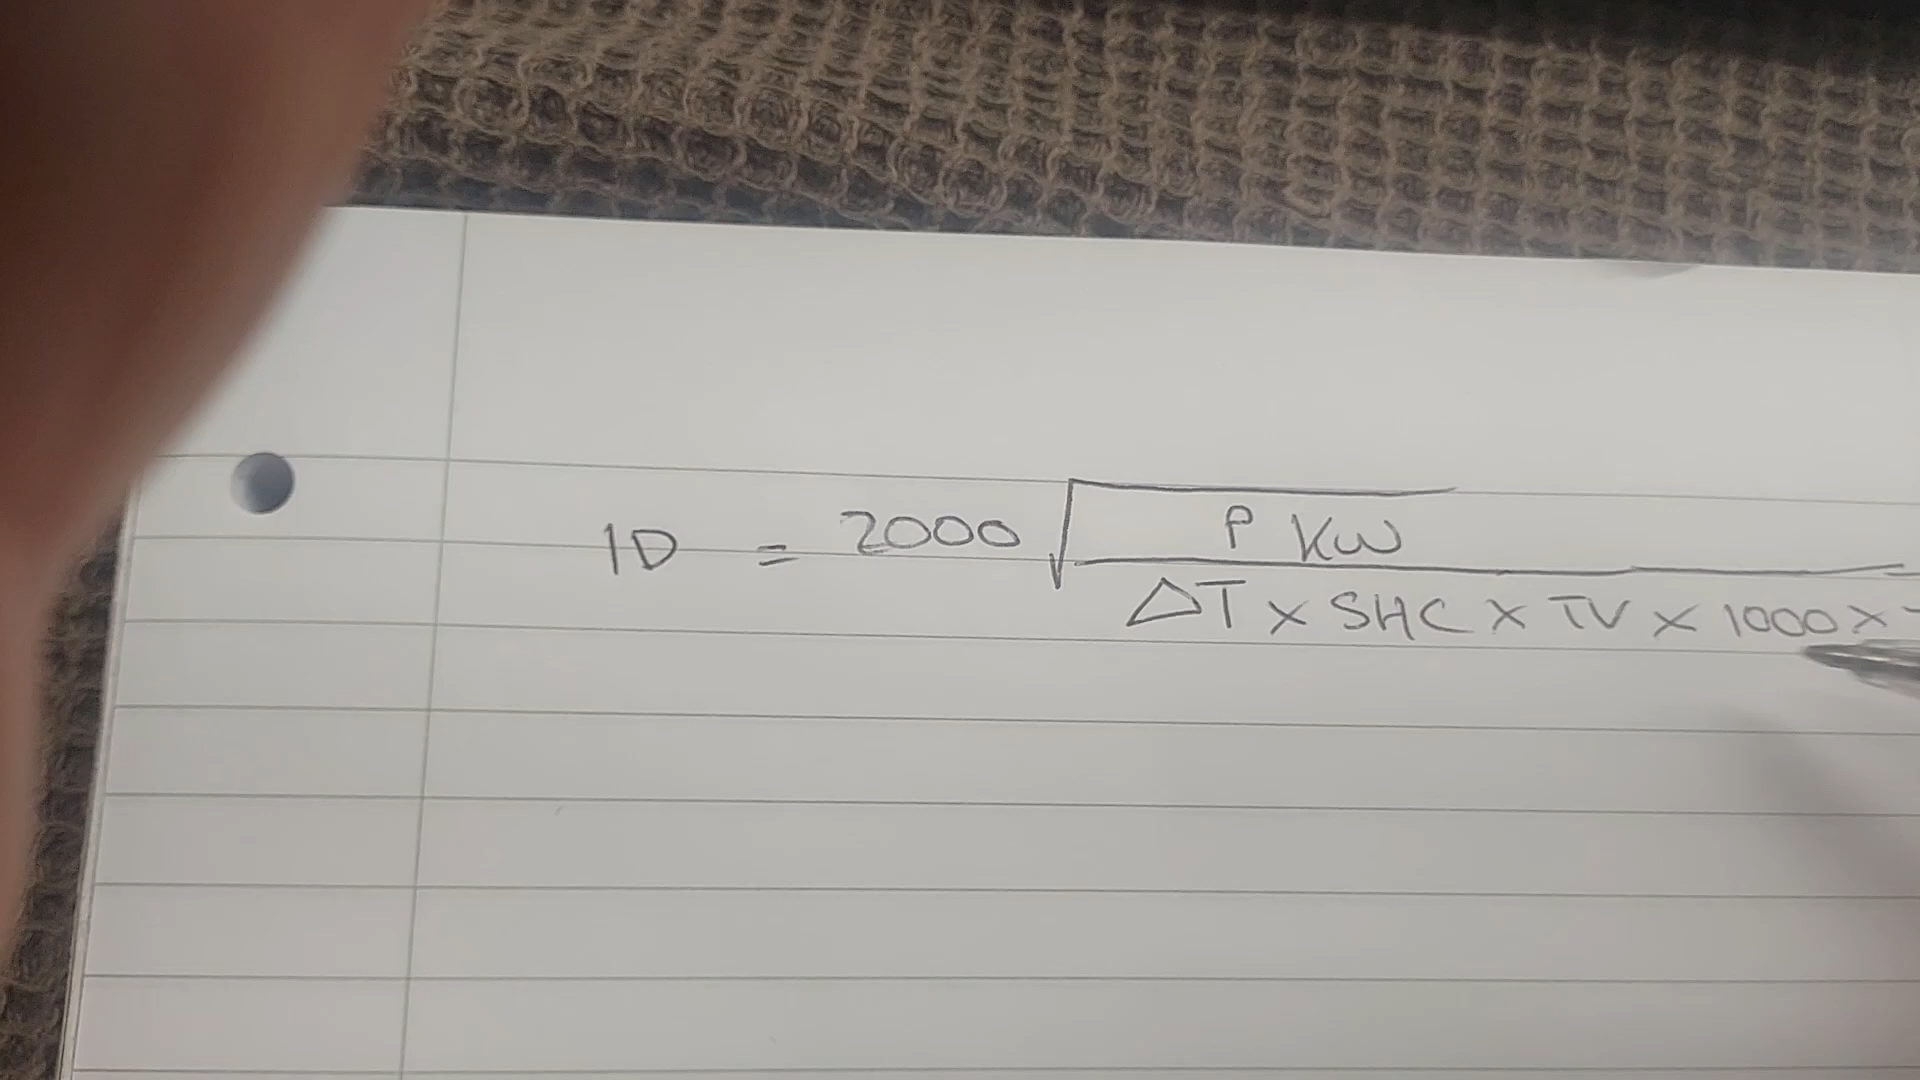 ID = 2000 √ P KW
ΔT x SHC x TV x 1000 x